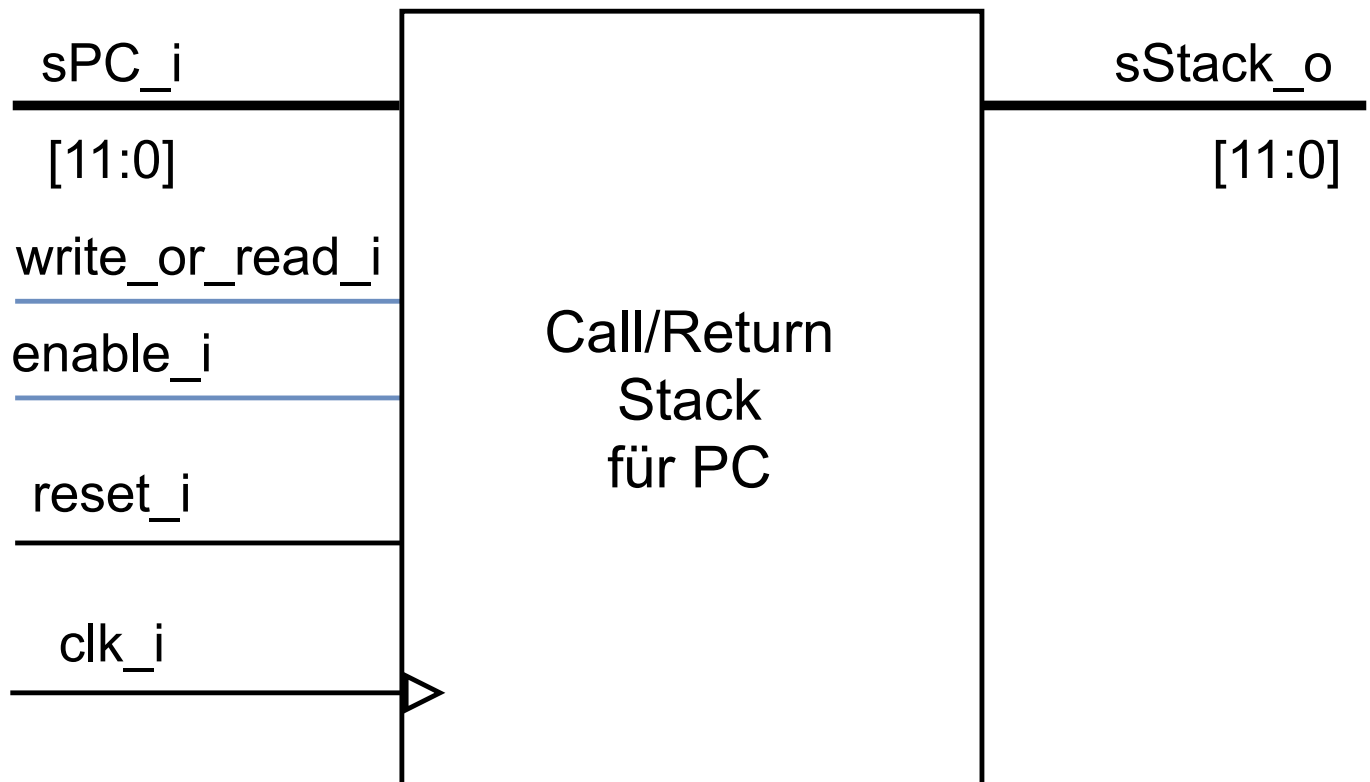 sPC_i
[11:0]
write_or_read_i
enable_i
reset_i
clk_i
Call/Return
Stack
für PC
sStack_o
[11:0]